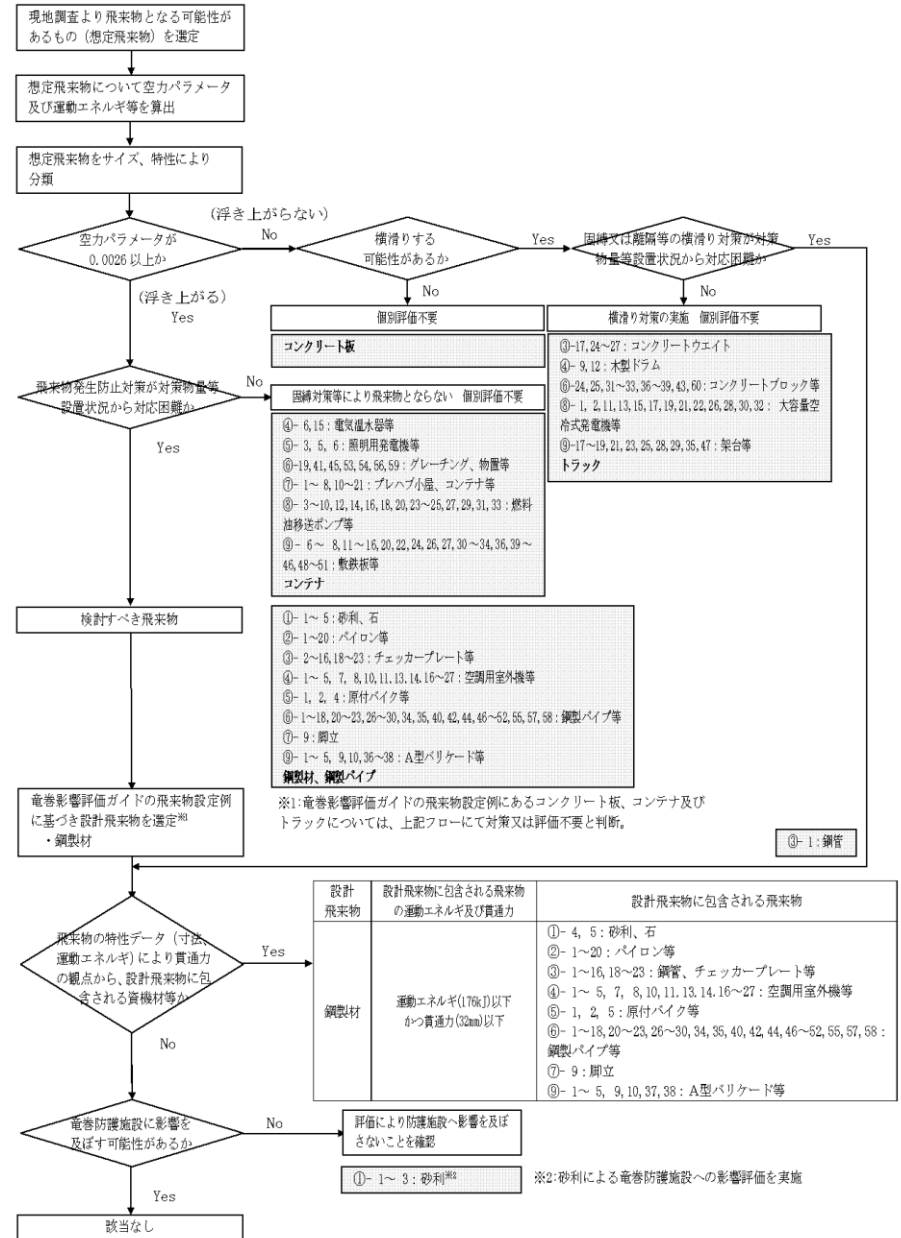 現地調査より飛来物となる可能性が
あるもの（想定飛来物）を選定
想定飛来物について空力パラメータ
及び運動エネルギ等を算出
想定飛来物をサイズ、特性により
分類
空力パラメータが
0.0026以上か
(浮き上がらない)
No
横滑りする
可能性があるか
Yes
固縛又は離隔等の横滑り対策が対策
物量等設置状況から対応困難か
Yes
(浮き上がる)
Yes
No
個別評価不要
コンクリート板
No
横滑り対策の実施 個別評価不要
③-17,24～27：コンクリートウエイト
④- 9,12：木製ドラム
⑥-24,25,31～33,36～39,43,60：コンクリートブロック等
⑧- 1, 2,11,13,15,17,19,21,22,26,28,30,32： 大容量空
冷式発電機等
⑨-17～19,21,23,25,28,29,35,47：架台等
トラック
飛来物発生防止対策が対策物量等
設置状況から対応困難か
No
Yes
固縛対策等により飛来物とならない 個別評価不要
④- 6,15：電気温水器等
⑤- 3, 5, 6：照明用発電機等
⑥-19,41,45,53,54,56,59：グレーチング、物置等
⑦- 1～ 8,10～21：プレハブ小屋、コンテナ等
⑧- 3～10,12,14,16,18,20,23～25,27,29,31,33：燃料
油移送ポンプ等
⑨- 6～ 8,11～16,20,22,24,26,27,30～34,36,39～
46,48～51：敷鉄板等
コンテナ
検討すべき飛来物
①- 1～ 5：砂利、石
②- 1～20：パイロン等
③- 2～16,18～23：チェッカープレート等
④- 1～ 5, 7, 8,10,11.13.14.16～27：空調用室外機等
⑤- 1, 2, 4：原付バイク等
⑥- 1～18,20～23,26～30,34,35,40,42,44,46～52,55,57,58：鋼製パイプ等
⑦- 9：脚立
⑨- 1～ 5, 9,10,36～38：A型バリケード等
鋼製材、鋼製パイプ
竜巻影響評価ガイドの飛来物設定例
に基づき設計飛来物を選定※1
・鋼製材
※1:竜巻影響評価ガイドの飛来物設定例にあるコンクリート板、コンテナ及び
トラックについては、上記フローにて対策又は評価不要と判断。
③- 1：鋼管
飛来物の特性データ（寸法、
運動エネルギ）により貫通力
の観点から、設計飛来物に包
含される資機材等か
Yes
No
設計
飛来物
設計飛来物に包含される飛来物
の運動エネルギ及び貫通力
設計飛来物に包含される飛来物
鋼製材
運動エネルギ(176kJ)以下
かつ貫通力(32mm)以下
①- 4, 5：砂利、石
②- 1～20：パイロン等
③- 1～16,18～23：鋼管、チェッカープレート等
④- 1～ 5, 7, 8,10,11.13.14.16～27：空調用室外機等
⑤- 1, 2, 5：原付バイク等
⑥- 1～18,20～23,26～30,34,35,40,42,44,46～52,55,57,58：
鋼製パイプ等
⑦- 9：脚立
⑨- 1～ 5, 9,10,37,38：A型バリケード等
竜巻防護施設に影響を
及ぼす可能性があるか
No
Yes
評価により防護施設へ影響を及ぼ
さないことを確認
①- 1～ 3：砂利※2
※2:砂利による竜巻防護施設への影響評価を実施
該当なし